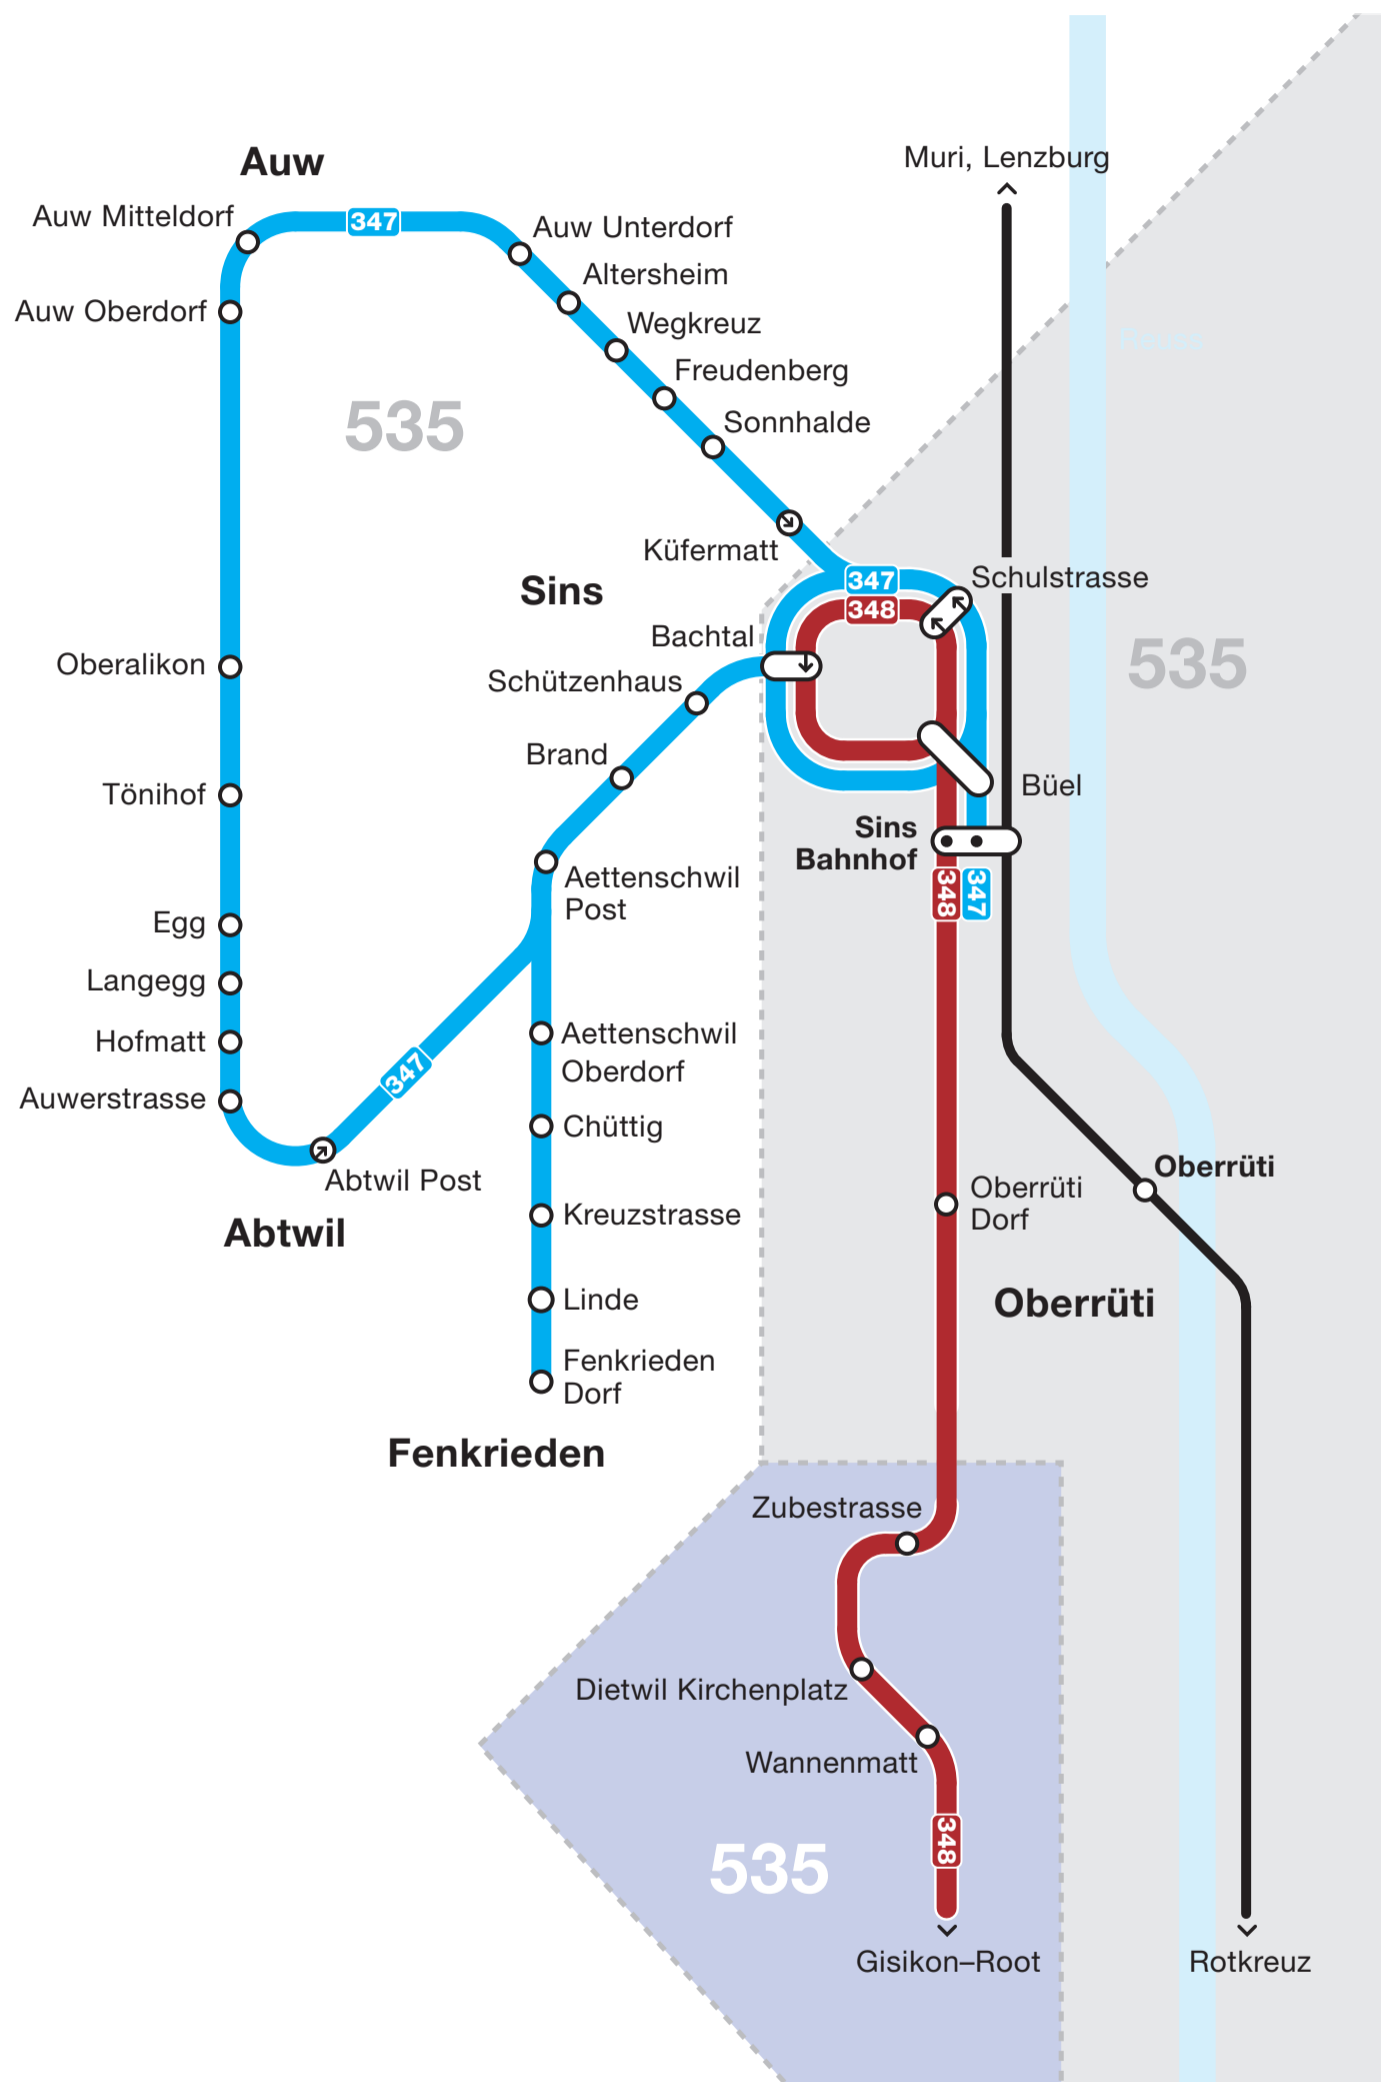 Muri, Lenzburg
Auw
Auw Mitteldorf
347
Auw Unterdorf
Auw Oberdorf
Altersheim
Wegkreuz
Reuss
Freudenberg
535
Sonnhalde
Küfermatt
Sins
347
Schulstrasse
348
Bachtal
Oberalikon
535
Schützenhaus
Brand
Büel
Tönihof
Sins
Bahnhof
Aettenschwil
Post
348
347
Egg
Langegg
Aettenschwil
Oberdorf
Hofmatt
347
Auwerstrasse
Chüttig
Abtwil Post
Oberrüti
Oberrüti
Dorf
Abtwil
Kreuzstrasse
Linde
Oberrüti
Fenkrieden
Dorf
Fenkrieden
Zubestrasse
Dietwil Kirchenplatz
Wannenmatt
348
535
Gisikon–Root
Rotkreuz